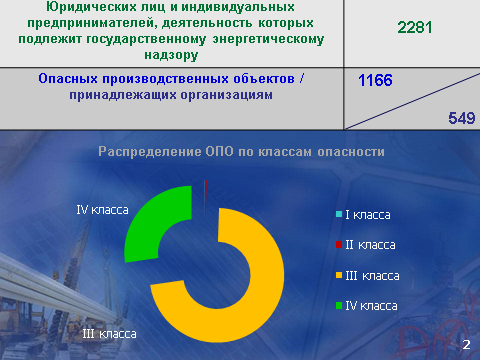 Юридических лиц и индивидуальных
предпринимателей, деятельность которых
подлежит государственному энергетическому
надзору
2281
Опасных производственных объектов /
принадлежащих организациям
1166
549
Распределение ОПО по классам опасности
IV класса
III класса
I класса
II класса
III класса
IV класса
2